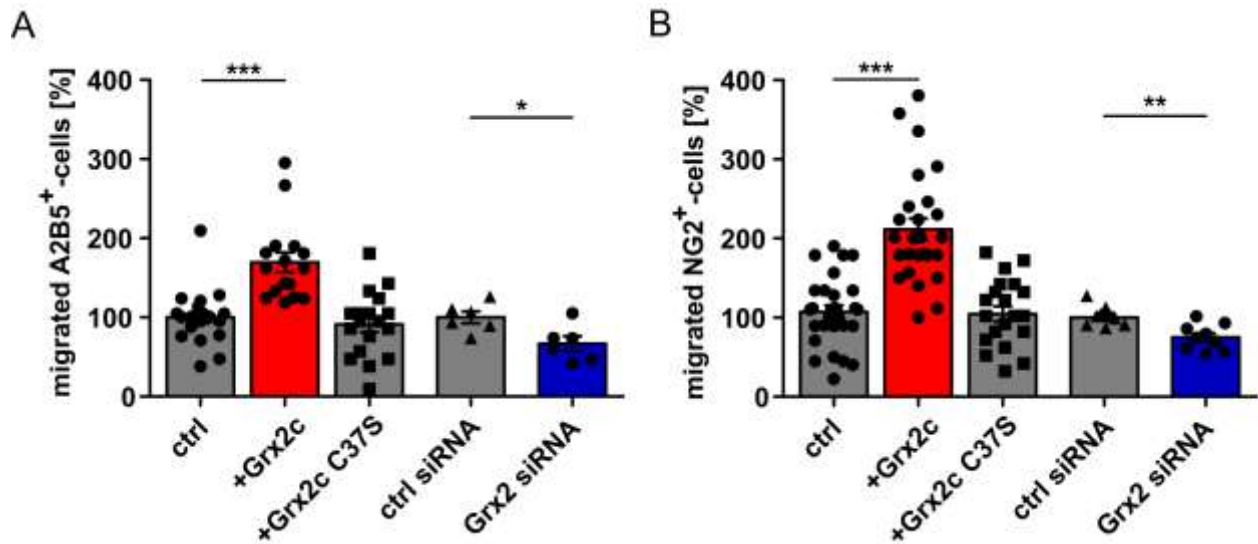 A
migrated A2B5+-cells [%]
400
300
200
100
0
***
*
ctrl
+Grx2c
+Grx2c C37S
ctrl siRNA
Grx2 siRNA
B
migrated NG2+-cells [%]
400
300
200
100
0
***
**
ctrl
+Grx2c
+Grx2c C37S
ctrl siRNA
Grx2 siRNA